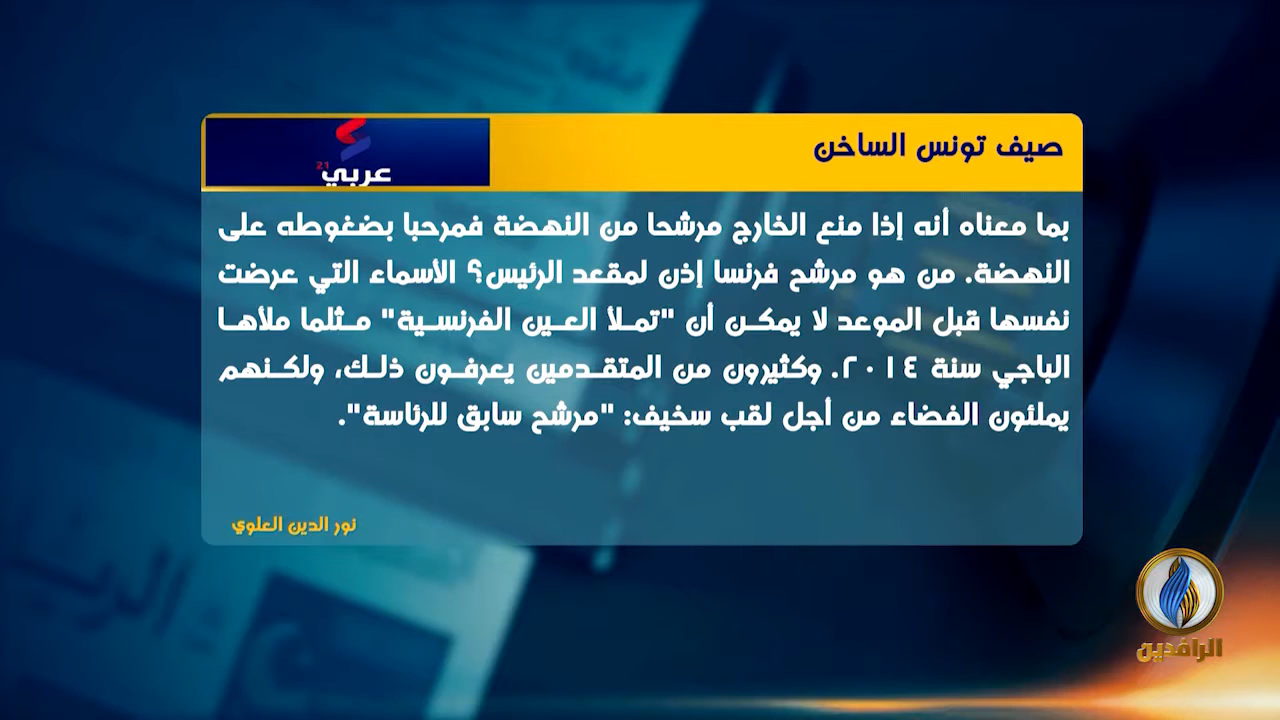 صيف تونس الساخن
عربي21
بما معناه أنه إذا منع الخارج مرشحا من النهضة فمرحبا بضغوطه على
النهضة. من هو مرشح فرنسا إذن لمقعد الرئيس؟ الأسماء التي عرضت
نفسها قبل الموعد لا يمكن أن "تملأ العين الفرنسية" مثلما ملأها
الباجي سنة ٢٠١٤. وكثيرون من المتقدمين يعرفون ذلك، ولكنهم
يملئون الفضاء من أجل لقب سخيف: "مرشح سابق للرئاسة".
نور الدين العلوي
الرافدين